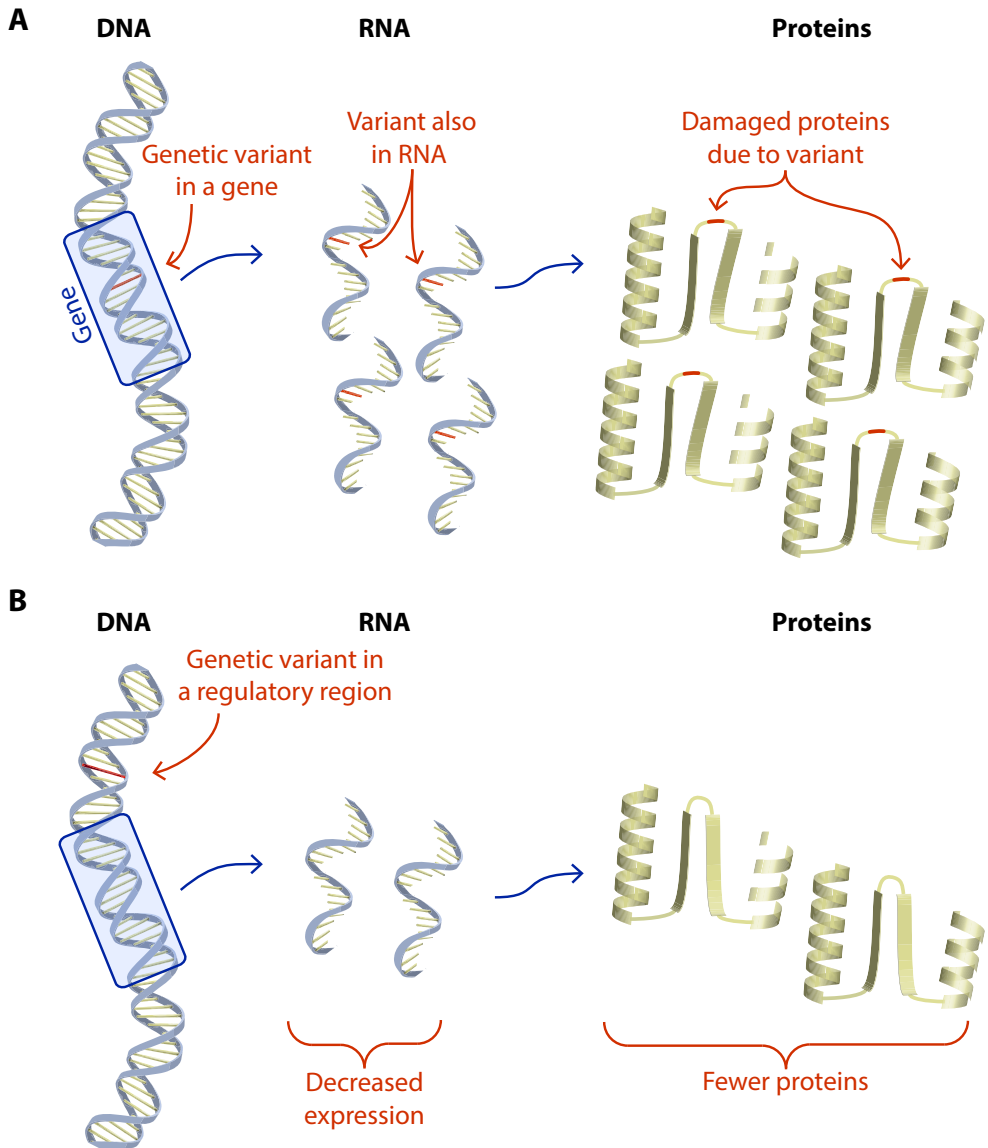 A
DNA
RNA
Proteins
Genetic variant
in a gene
Variant also
in RNA
Damaged proteins
due to variant
Gene
B
DNA
RNA
Proteins
Genetic variant in
a regulatory region
Decreased
expression
Fewer proteins